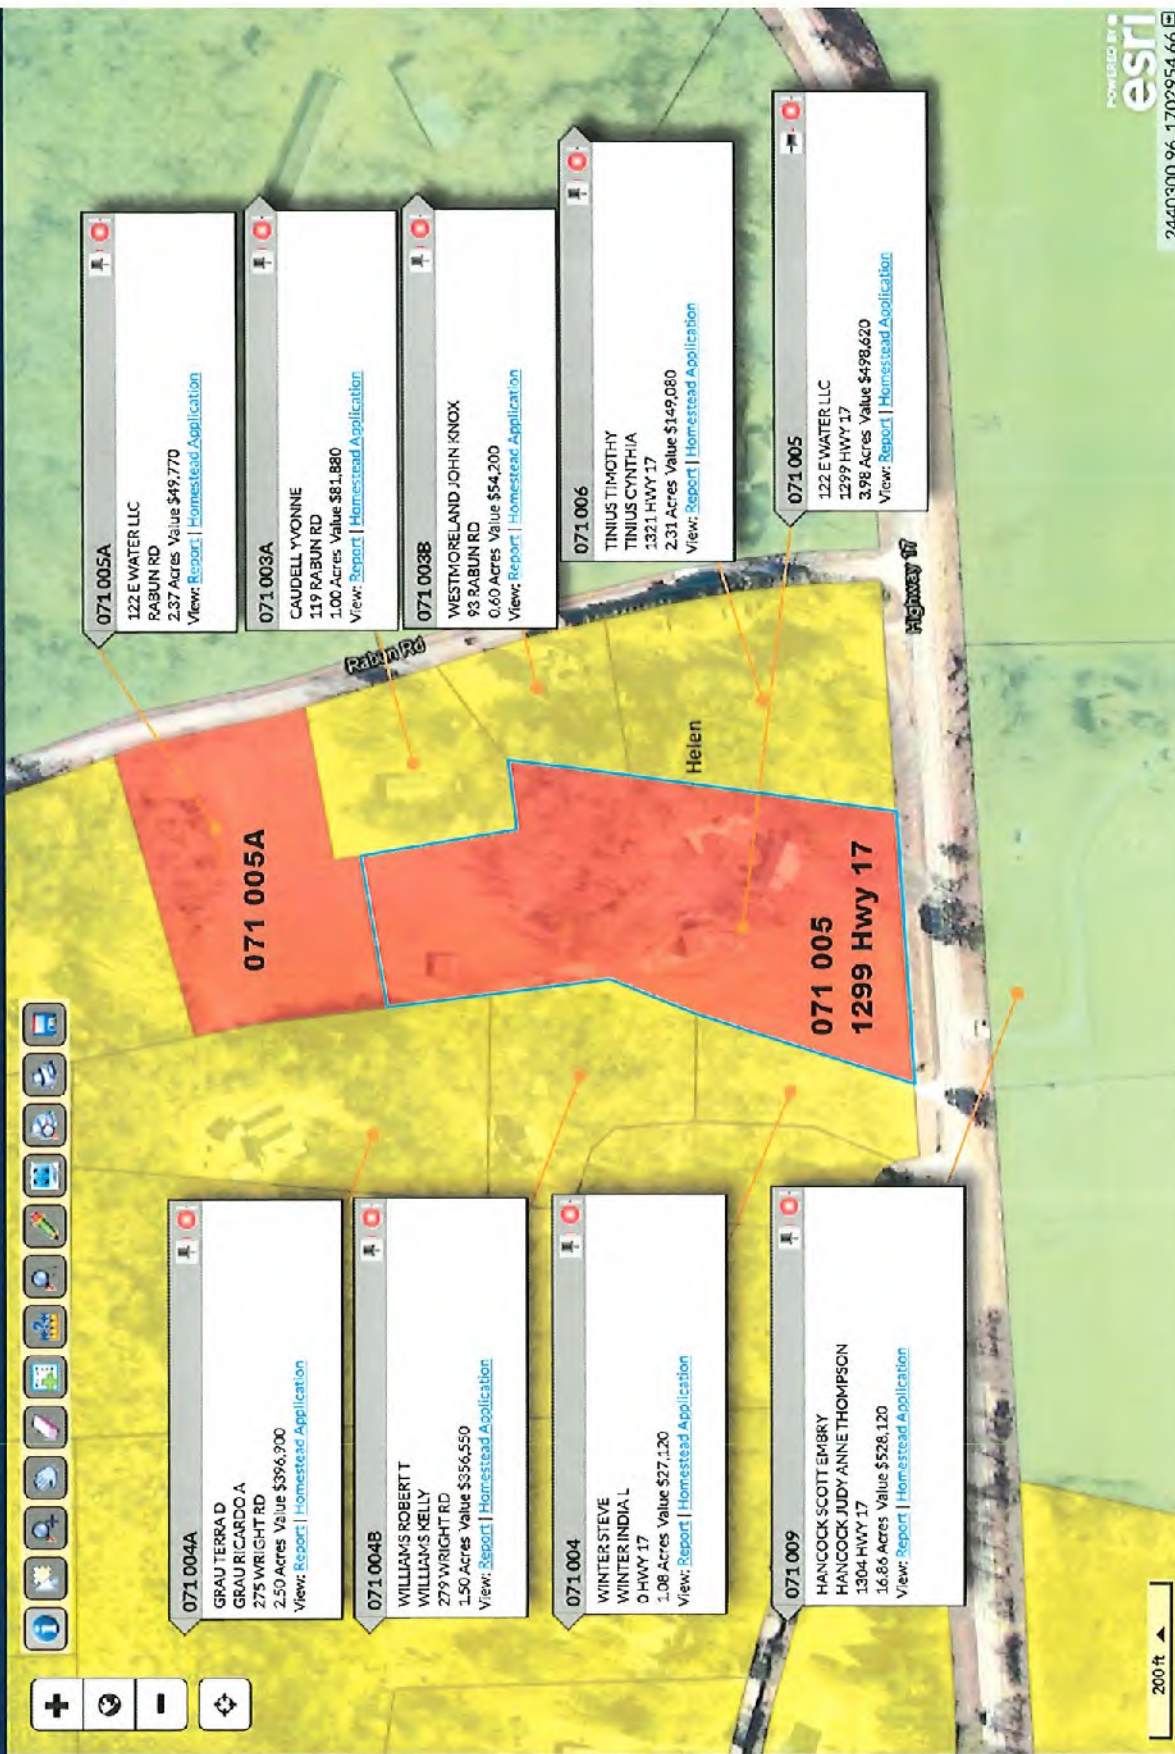 071 004A
GRAU TERRA D
GRAU RICARDO A
275 WRIGHT RD
2.50 Acres Value $396,900
View: Report | Homestead Application
071 004B
WILLIAMS ROBERT T
WILLIAMS KELLY
279 WRIGHT RD
1.50 Acres Value $356,550
View: Report | Homestead Application
071 004
WINTER STEVE
WINTER INDIA L
0 HWY 17
1.08 Acres Value $27,120
View: Report | Homestead Application
071 009
HANCOCK SCOTT EMBRY
HANCOCK JUDY ANNE THOMPSON
1304 HWY 17
16.86 Acres Value $528,120
View: Report | Homestead Application
071 005A
071 005
1299 Hwy 17
Helen
Rabun Rd
Highway 17
071 005A
122 E WATER LLC
RABUN RD
2.37 Acres Value $49,770
View: Report | Homestead Application
071 003A
CAUDELL YVONNE
119 RABUN RD
1.00 Acres Value $81,880
View: Report | Homestead Application
071 003B
WESTMORELAND JOHN KNOX
93 RABUN RD
0.60 Acres Value $54,200
View: Report | Homestead Application
071 006
TINIUS TIMOTHY
TINIUS CYNTHIA
1321 HWY 17
2.31 Acres Value $149,080
View: Report | Homestead Application
071 005
122 E WATER LLC
1299 HWY 17
3.98 Acres Value $498,620
View: Report | Homestead Application
200 ft
POWERED BY
esri
2440300.96, 1702954.66